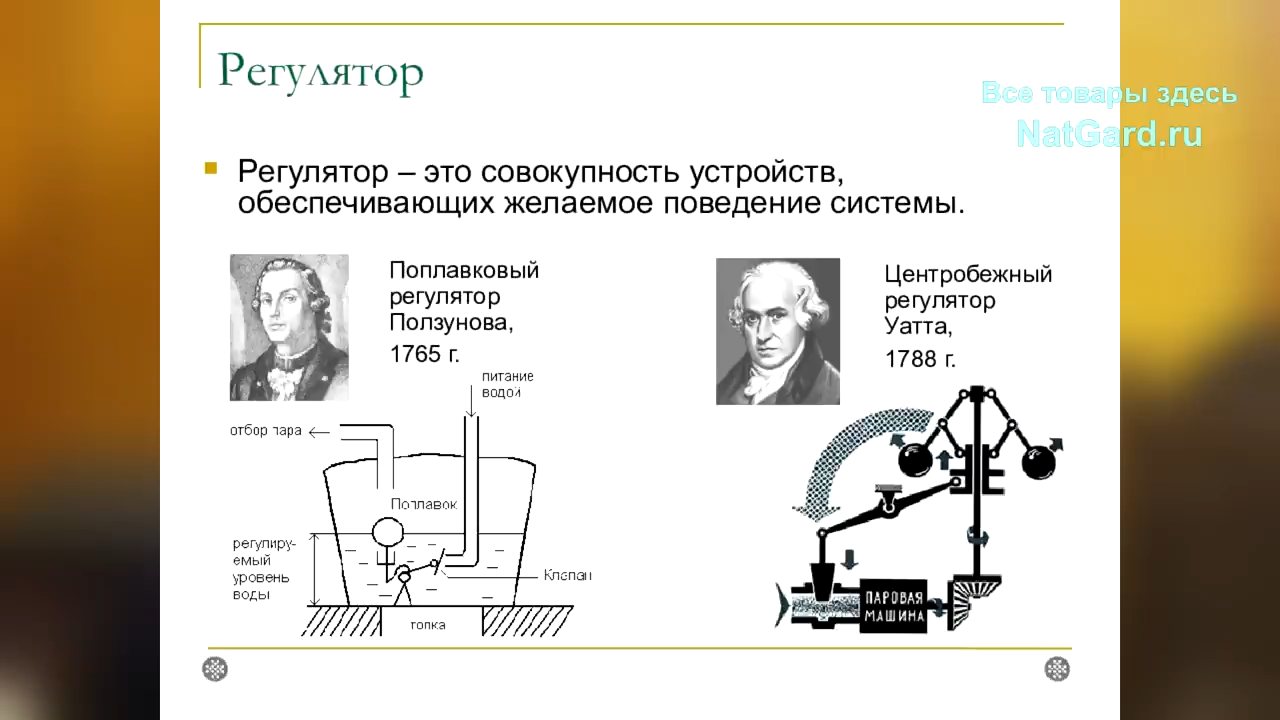 Регулятор
Все товары здесь
NatGard.ru
Регулятор – это совокупность устройств,
обеспечивающих желаемое поведение системы.
Поплавковый
регулятор
Ползунова,
1765 г.
Центробежный
регулятор
Уатта,
1788 г.
питание
водой
отбор пара
Поплавок
регулиру-
емый
уровень
воды
Клапан
топка
ПАРОВАЯ
МАШИНА